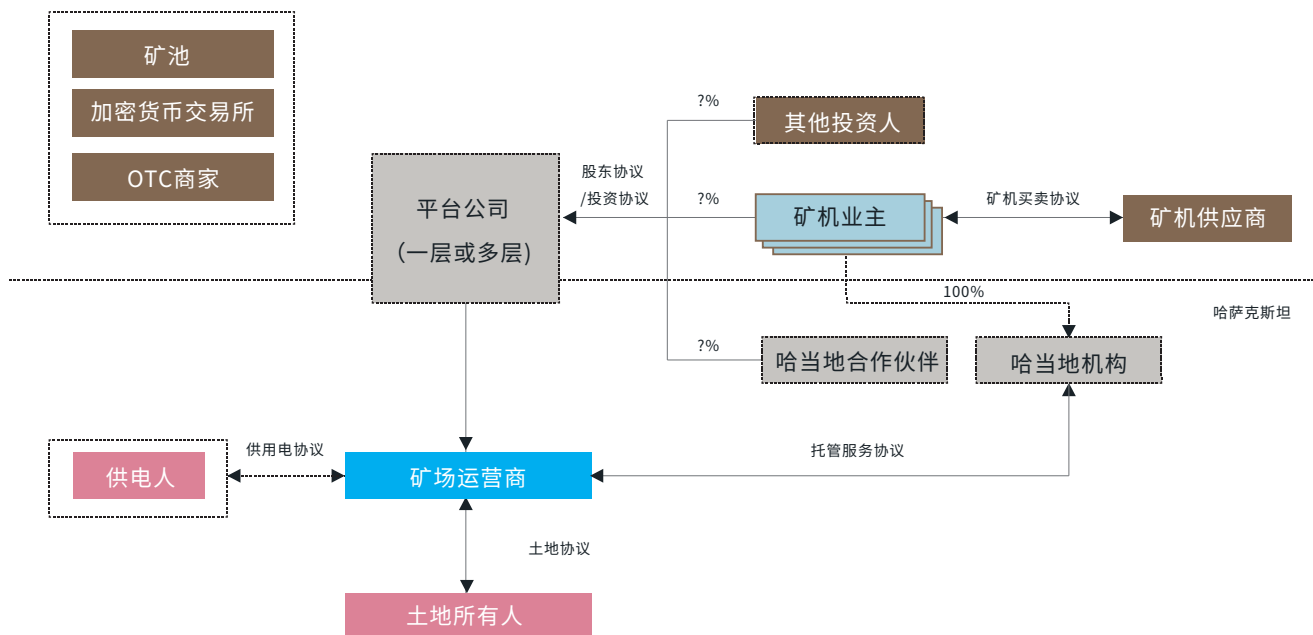 矿池
加密货币交易所
OTC商家
?%
其他投资人
平台公司
（一层或多层)
股东协议
/投资协议
?%
矿机业主
矿机买卖协议
矿机供应商
100%
哈萨克斯坦
?%
哈当地合作伙伴
哈当地机构
供电人
供用电协议
矿场运营商
托管服务协议
土地协议
土地所有人